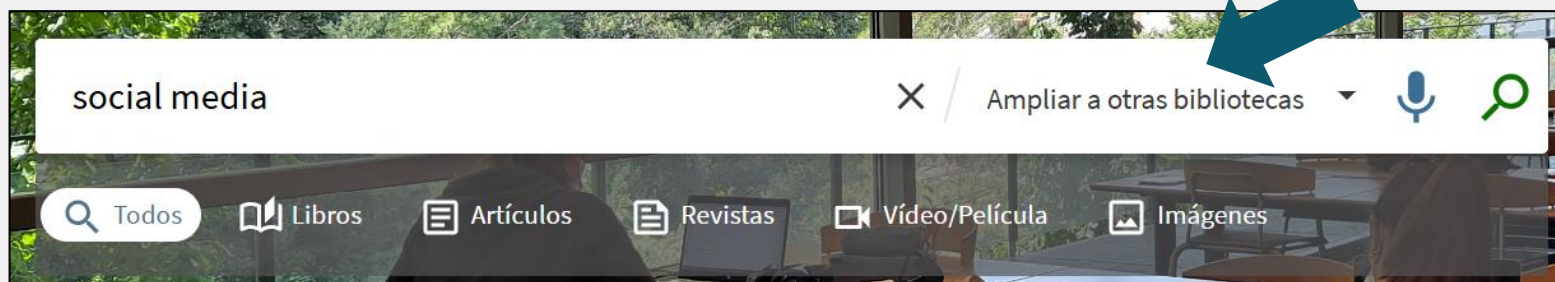 social media Ampliar a otras bibliotecas
Todos Libros Artículos Revistas Vídeo/Película Imágenes